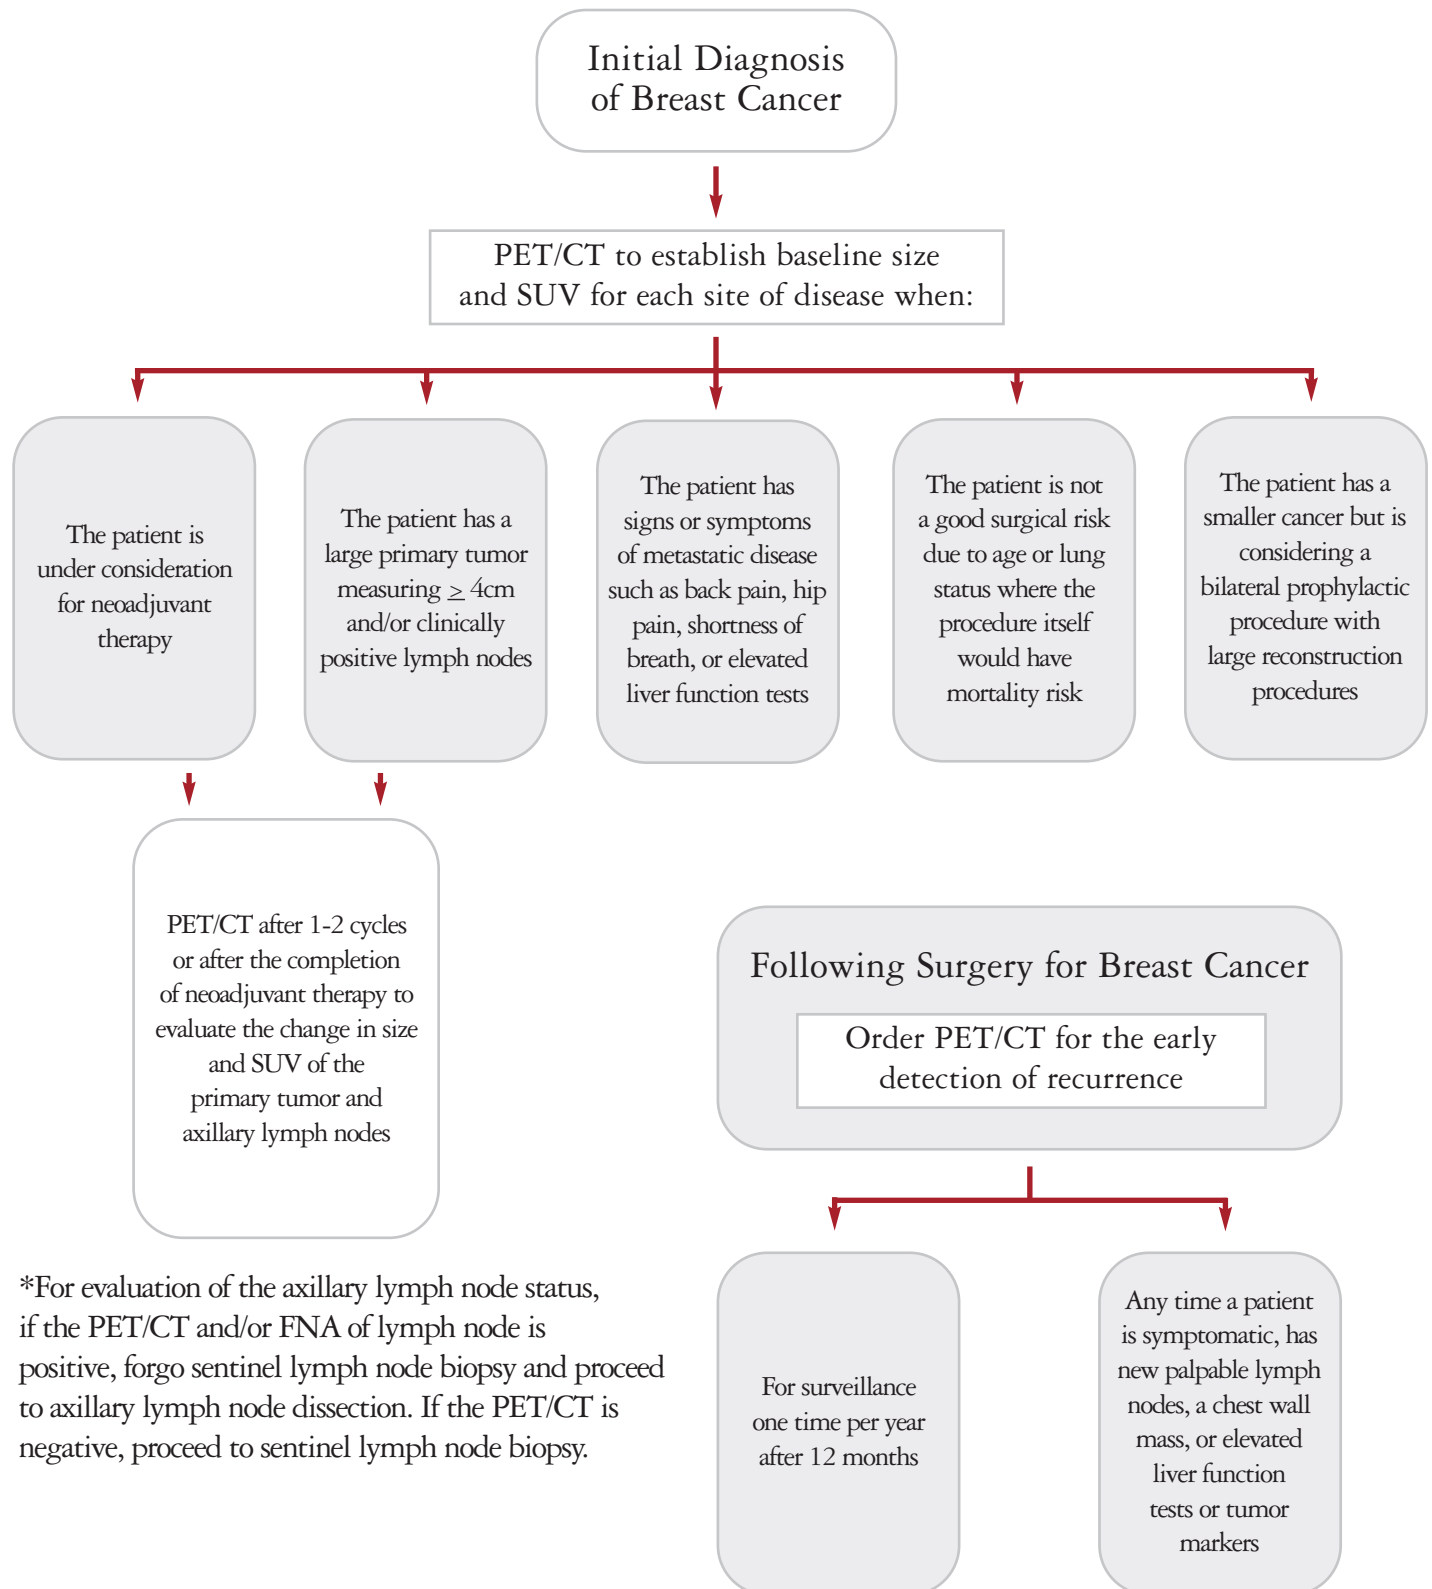 Initial Diagnosis
of Breast Cancer
PET/CT to establish baseline size
and SUV for each site of disease when:
The patient is
under consideration
for neoadjuvant
therapy
The patient has a
large primary tumor
measuring ≥ 4cm
and/or clinically
positive lymph nodes
The patient has
signs or symptoms
of metastatic disease
such as back pain, hip
pain, shortness of
breath, or elevated
liver function tests
The patient is not
a good surgical risk
due to age or lung
status where the
procedure itself
would have
mortality risk
The patient has a
smaller cancer but is
considering a
bilateral prophylactic
procedure with
large reconstruction
procedures
PET/CT after 1-2 cycles
or after the completion
of neoadjuvant therapy to
evaluate the change in size
and SUV of the
primary tumor and
axillary lymph nodes
Following Surgery for Breast Cancer
Order PET/CT for the early
detection of recurrence
For surveillance
one time per year
after 12 months
Any time a patient
is symptomatic, has
new palpable lymph
nodes, a chest wall
mass, or elevated
liver function
tests or tumor
markers
*For evaluation of the axillary lymph node status,
if the PET/CT and/or FNA of lymph node is
positive, forgo sentinel lymph node biopsy and proceed
to axillary lymph node dissection. If the PET/CT is
negative, proceed to sentinel lymph node biopsy.